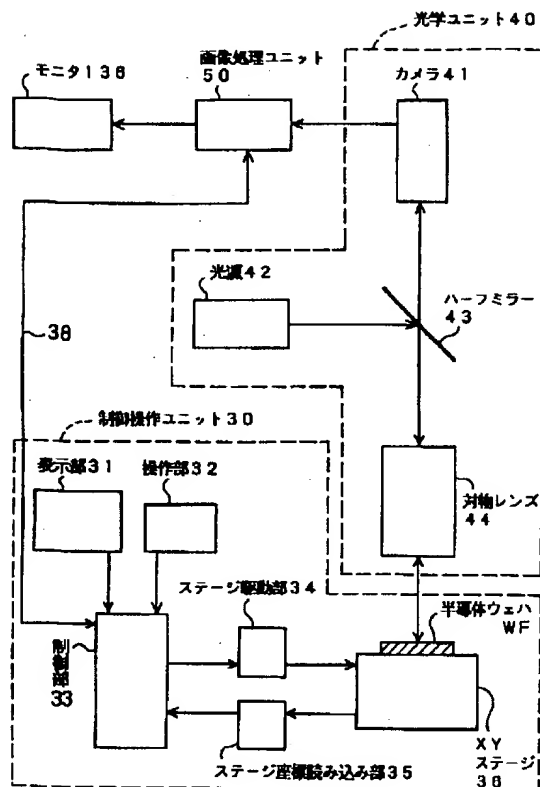 光学ユニット40
画像処理ユニット
50
モニタ136
カメラ41
光源42
ハーフミラー
43
38
制御操作ユニット30
表示部31
操作部32
対物レンズ
44
ステージ駆動部34
半導体ウェハ
WF
制御部33
ステージ座標読み込み部35
XY
ステージ
36